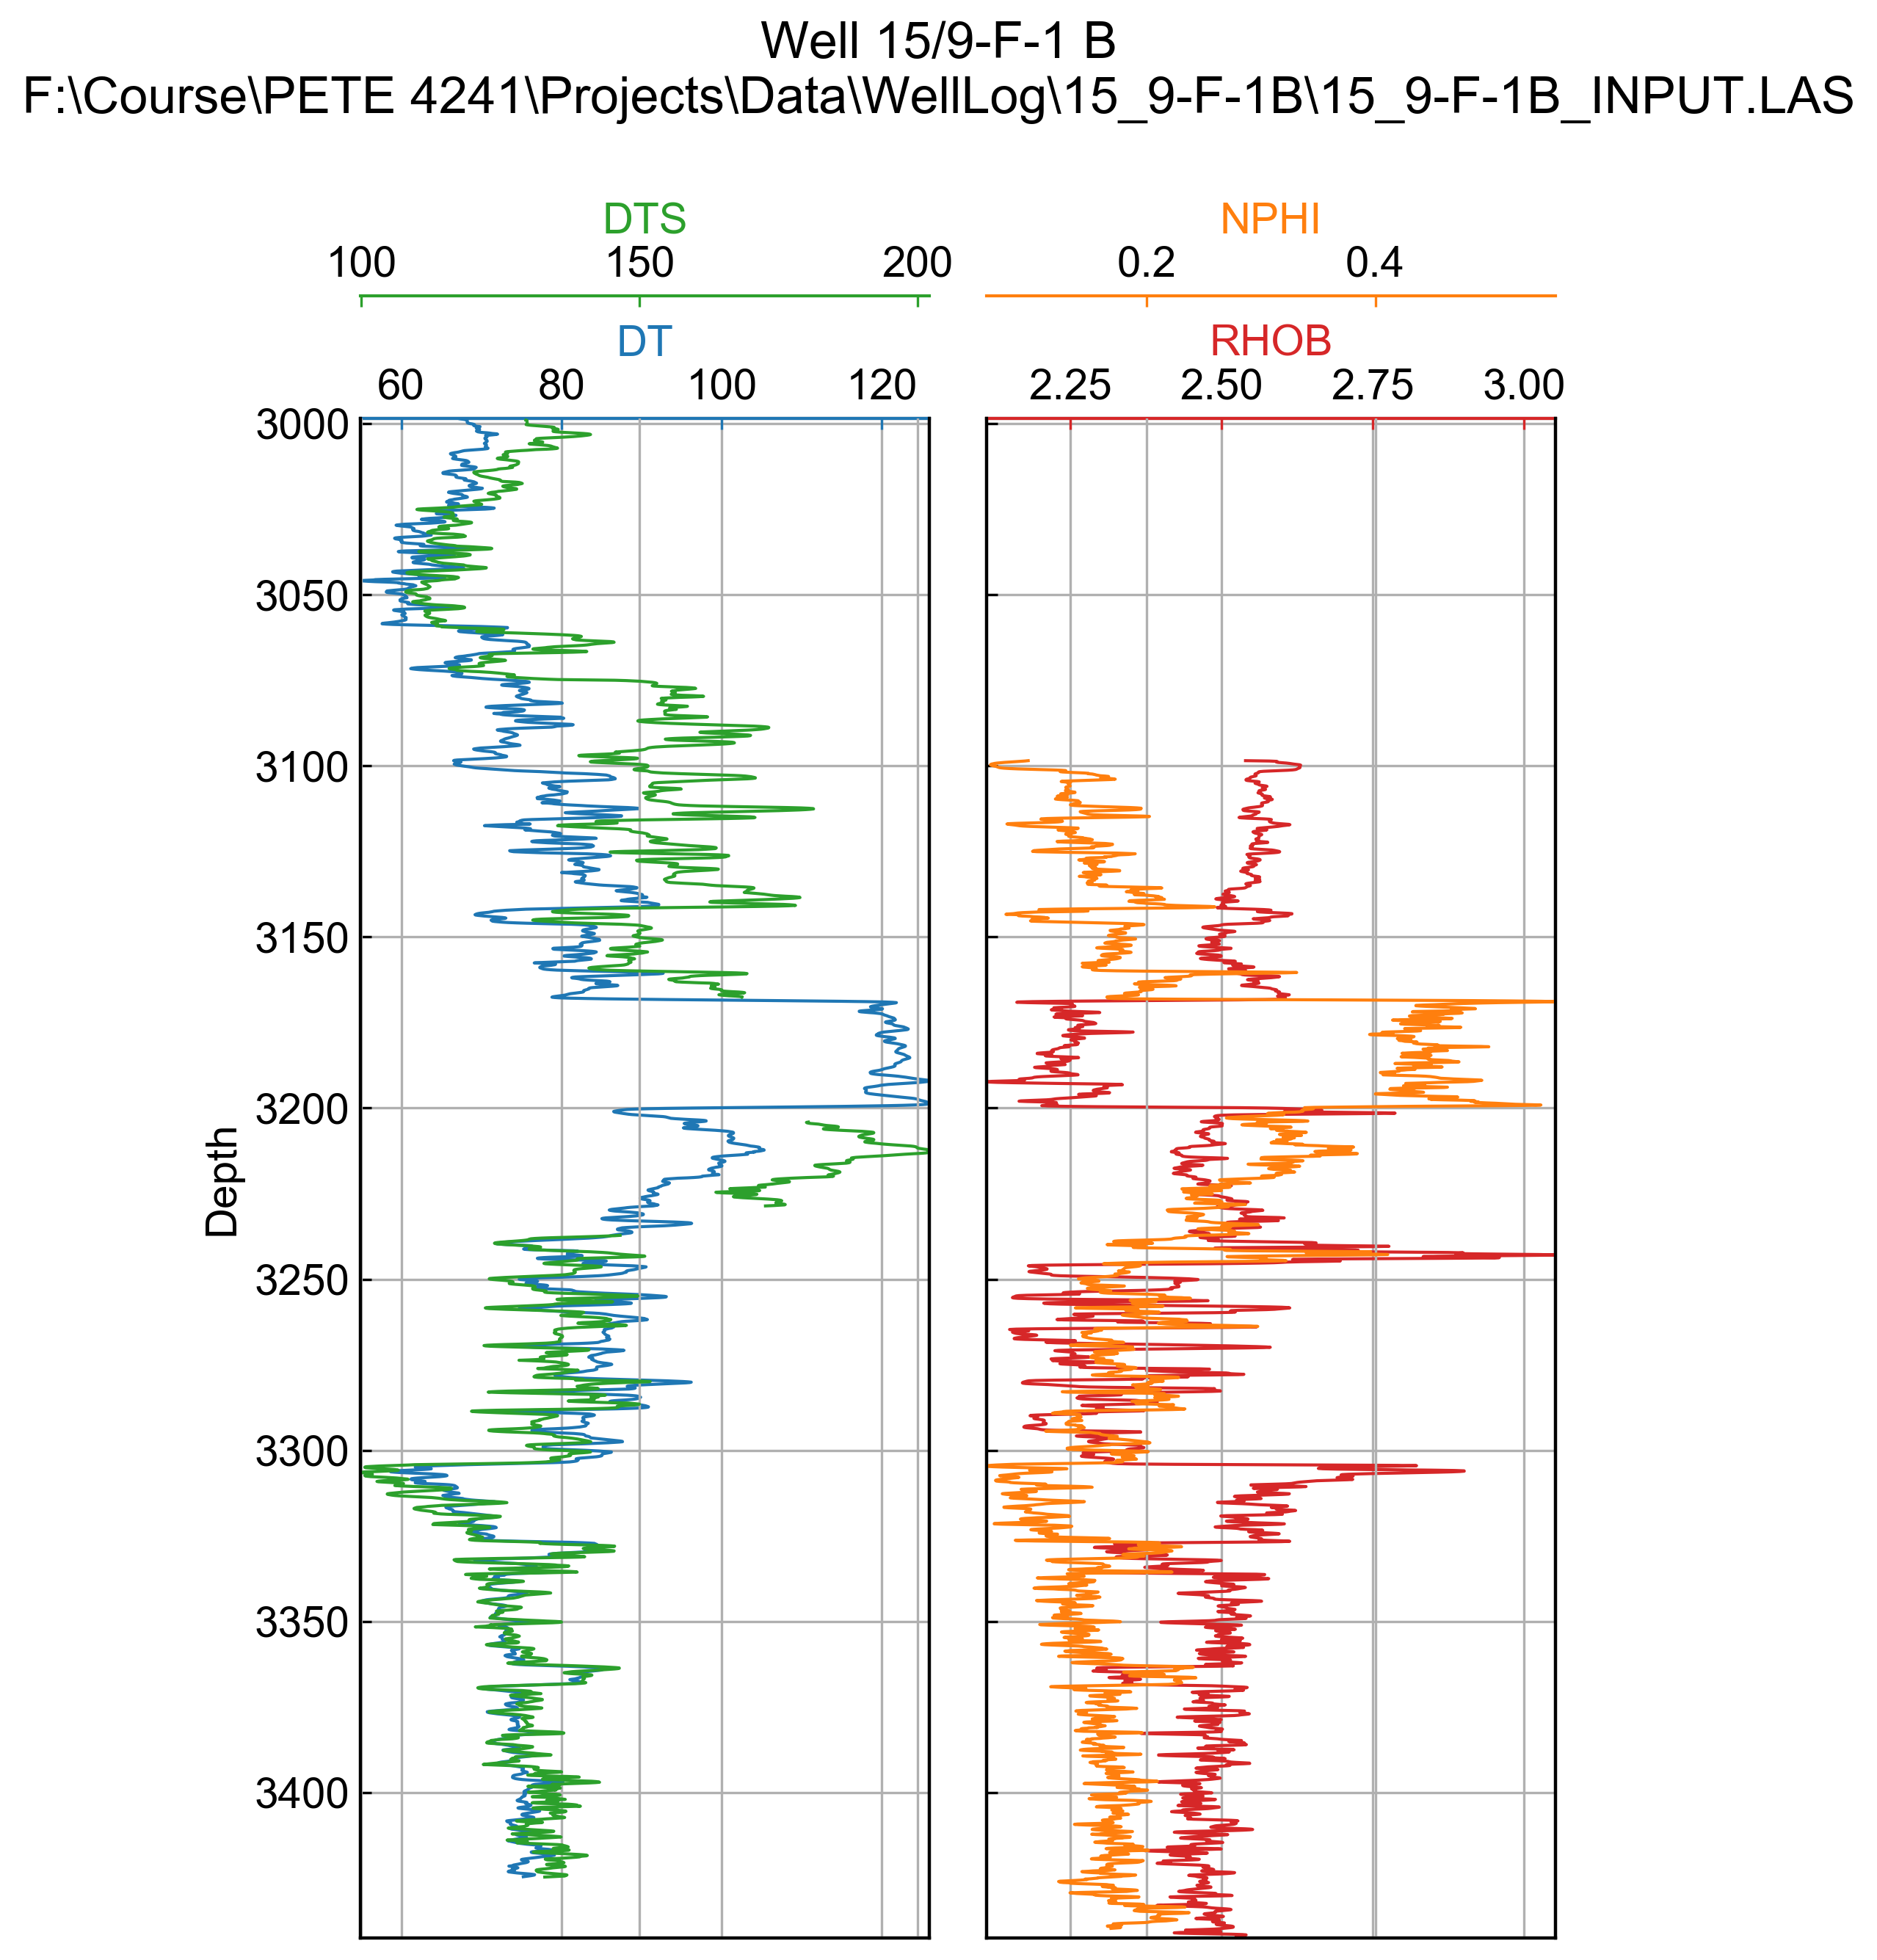 Well 15/9-F-1 B
F:\Course\PETE 4241\Projects\Data\WellLog\15_9-F-1B\15_9-F-1B_INPUT.LAS
DTS
100 150 200
DT
60 80 100 120
NPHI
0.2 0.4
RHOB
2.25 2.50 2.75 3.00
Depth
3000
3050
3100
3150
3200
3250
3300
3350
3400